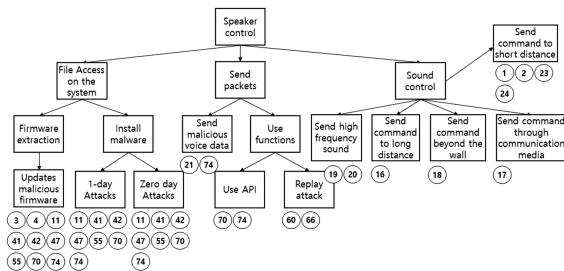 Speaker
control
Send
command to
short distance
1 2 23
24
File Access
on the
system
Send
packets
Sound
control
Firmware
extraction
Install
malware
Send
malicious
voice data
21 74
Use
functions
Send high
frequency
sound
19 20
Send
command
to long
distance
16
Send
command
beyond the
wall
18
Send command
through
communication
media
17
Updates
malicious
firmware
3 4 11
41 42 47
55 70 74
1-day
Attacks
11 41 42
47 55 70
74
Zero day
Attacks
11 41 42
47 55 70
74
Use API
70 74
Replay
attack
60 66